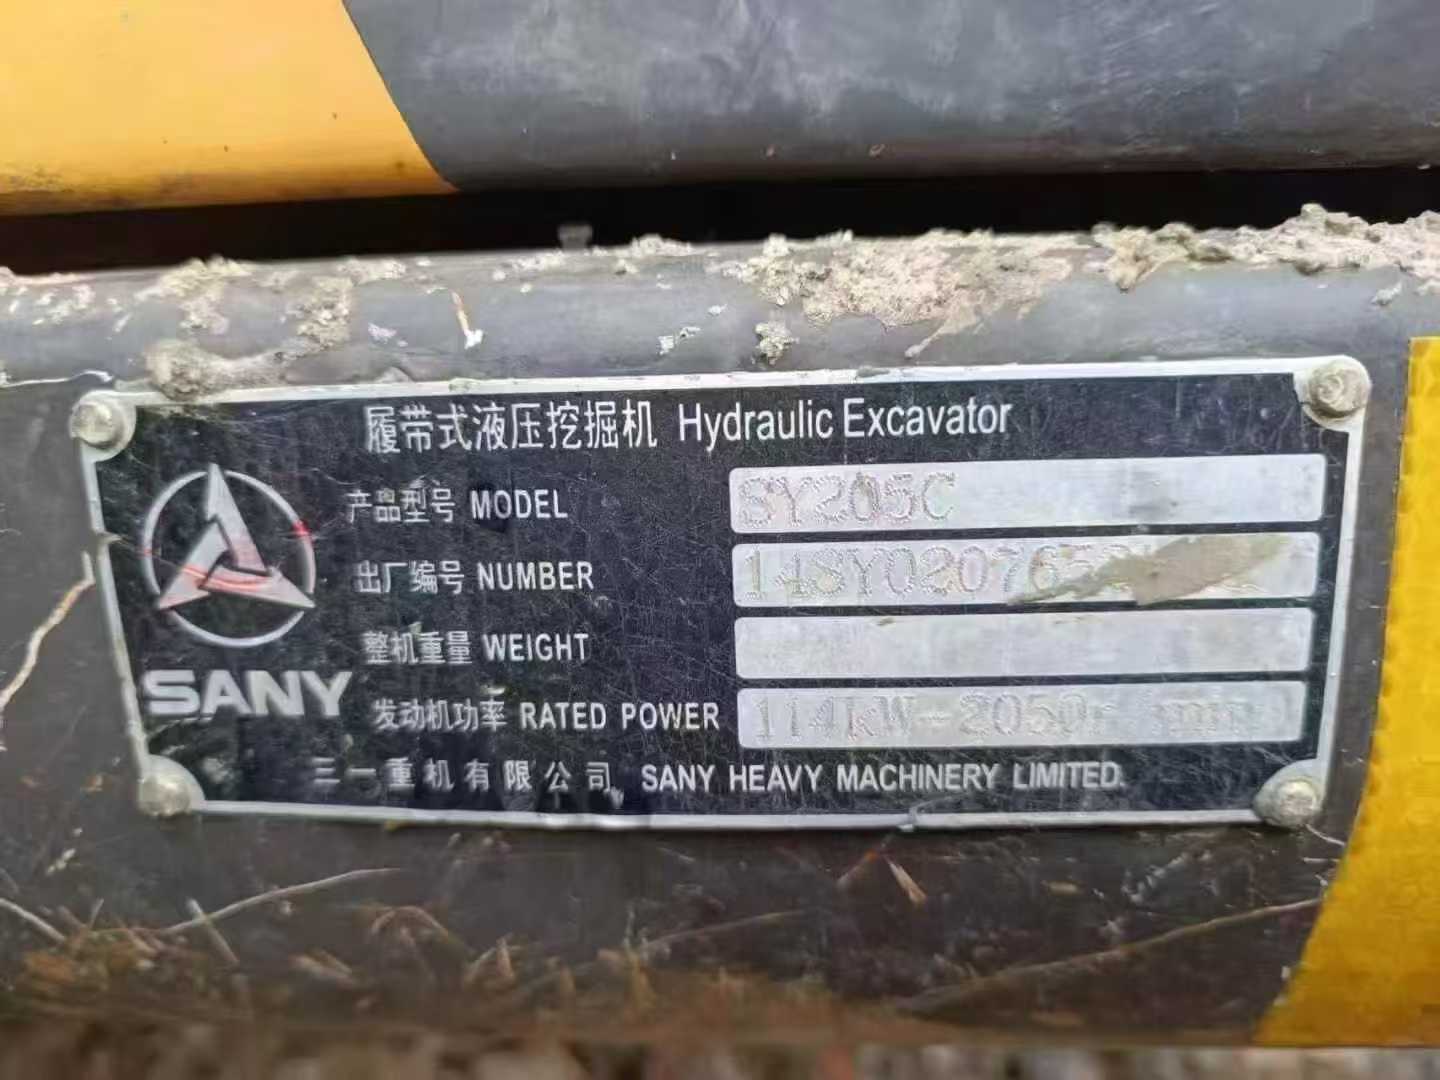 履带式液压挖掘机 Hydraulic Excavator
产品型号 MODEL SY205C
出厂编号 NUMBER
整机重量 WEIGHT
发动机功率 RATED POWER 114KW-2050r
SANY
三一重机有限公司 SANY HEAVY MACHINERY LIMITED.